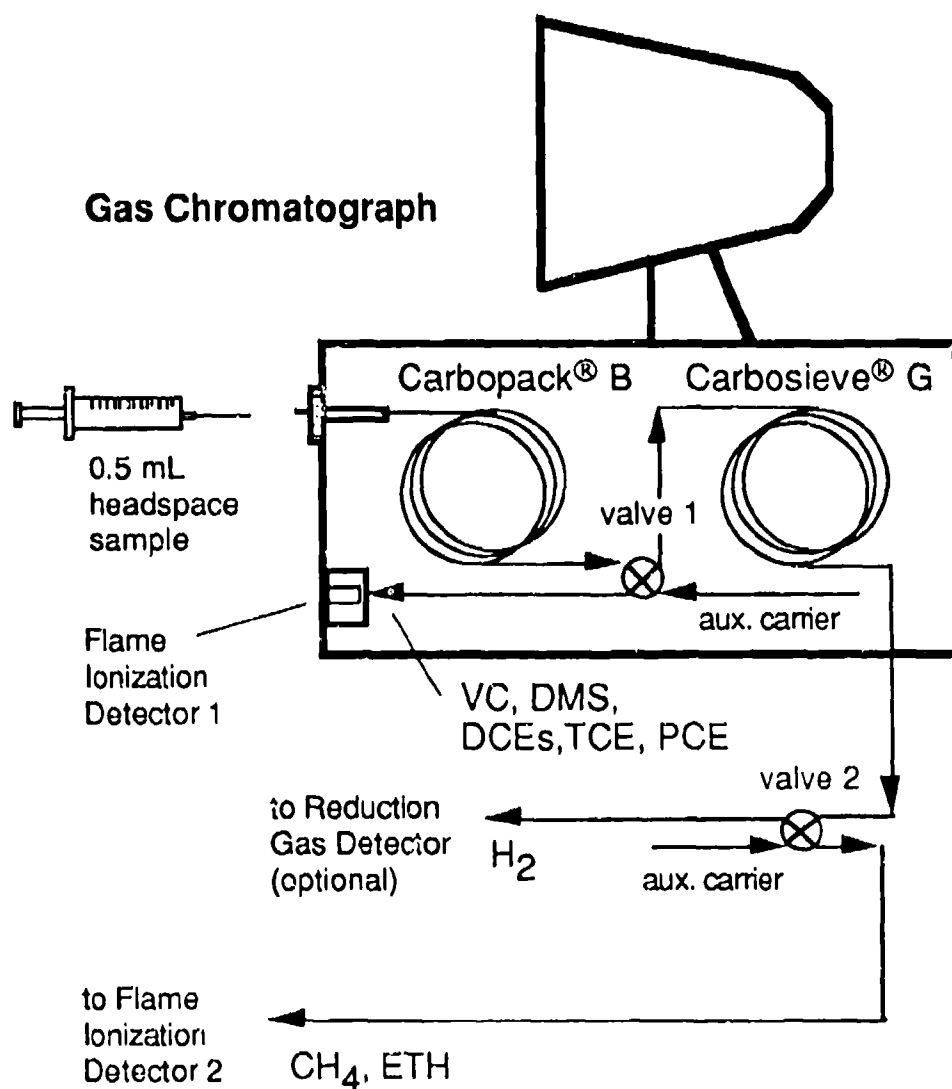 Gas Chromatograph
Carbopack® B
Carbosieve® G
0.5 mL
headspace
sample
valve 1
aux. carrier
Flame
Ionization
Detector 1
VC, DMS,
DCEs,TCE, PCE
valve 2
to Reduction
Gas Detector
(optional)
H2
aux. carrier
to Flame
Ionization
Detector 2
CH4, ETH